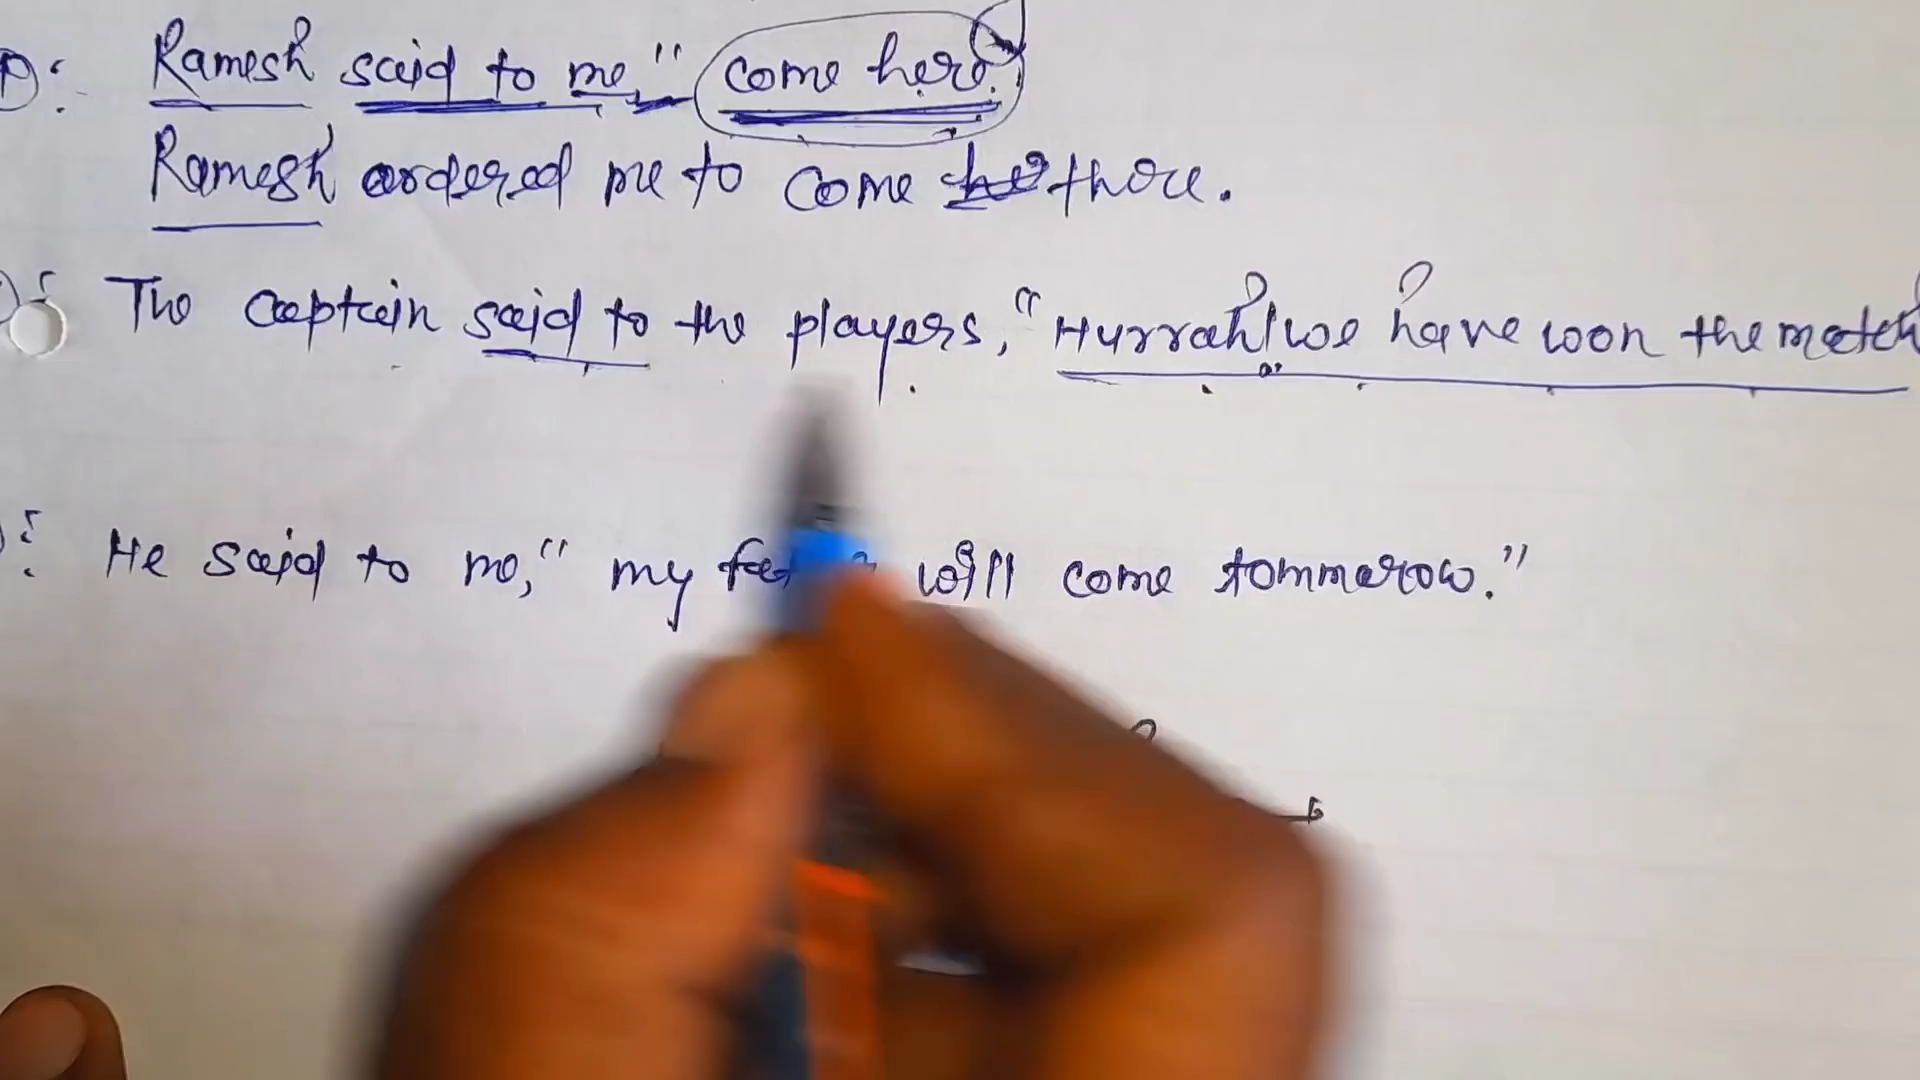 Ramesh said to me," come here.
Ramesh ordered me to come there.
The captain said to the players, "Hurrah! we have won the match
He said to me," my will come tommarow."